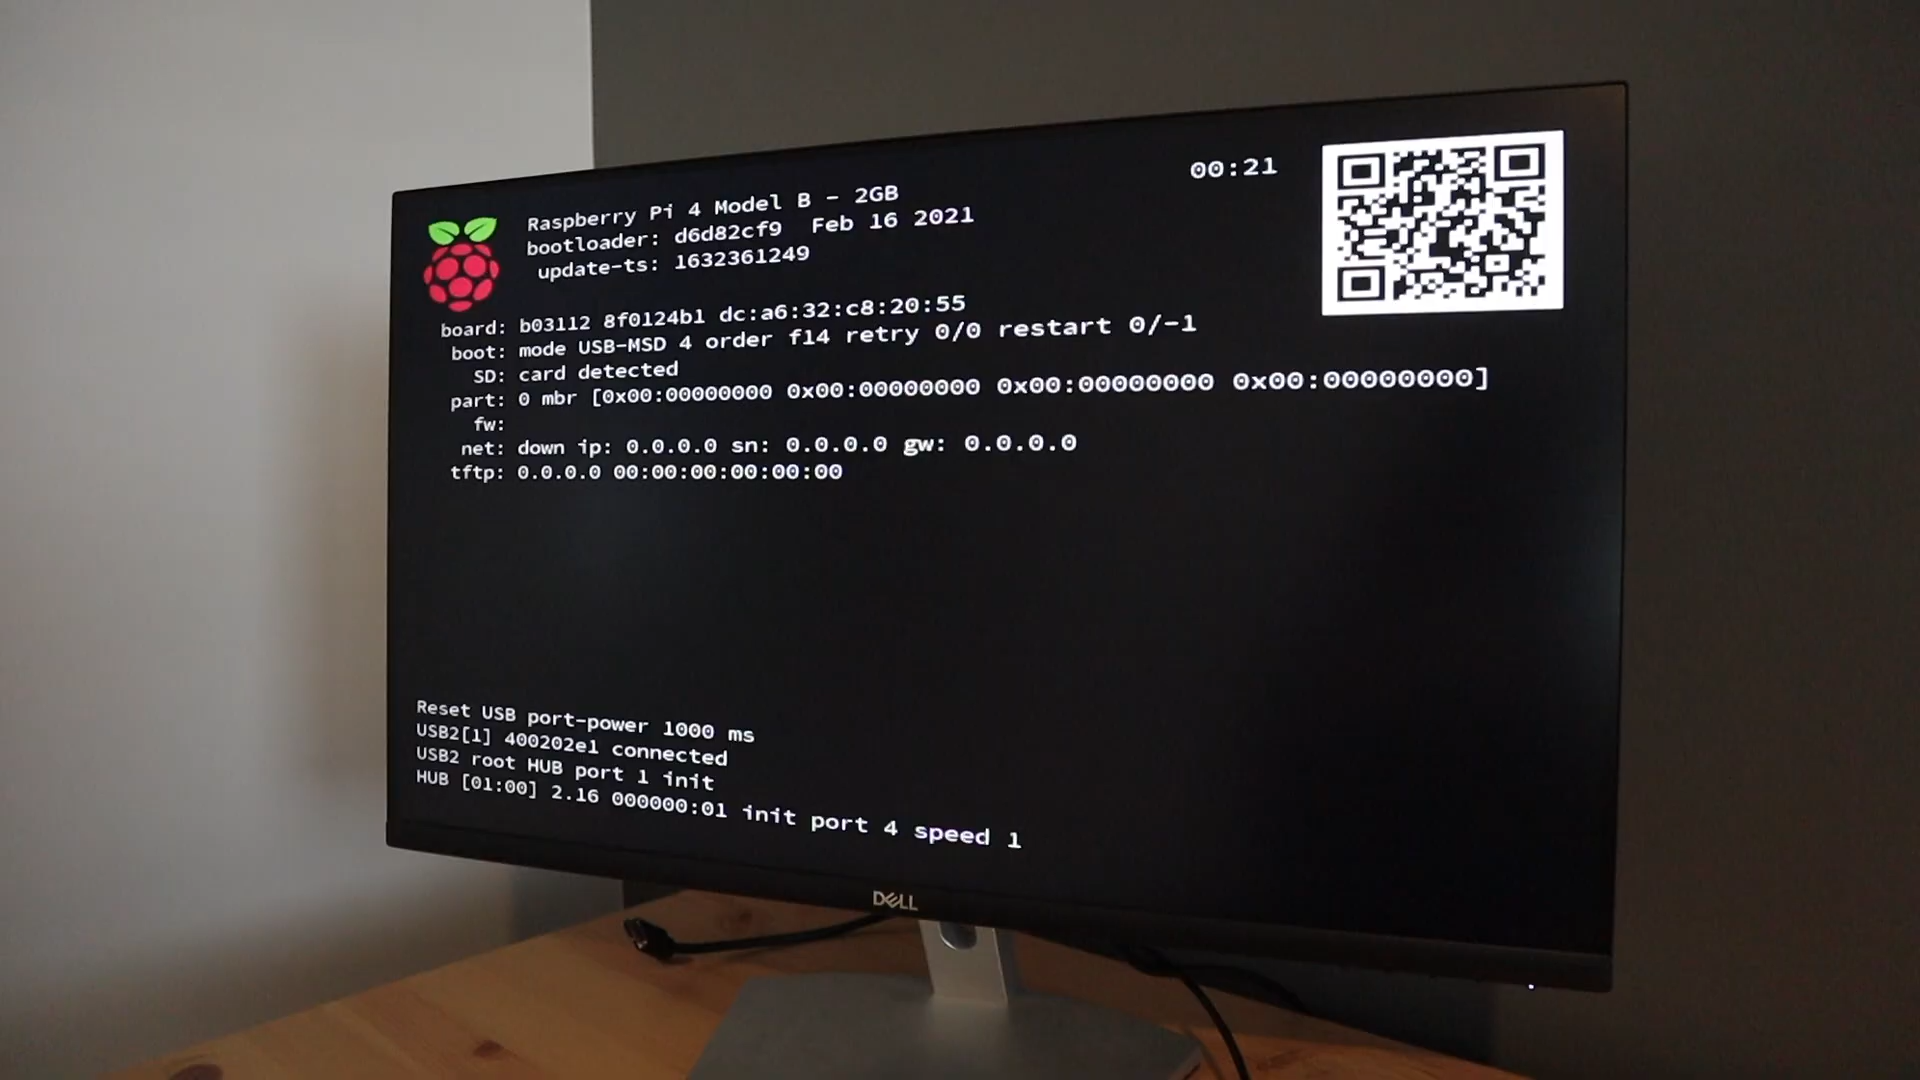 00:21
Raspberry Pi 4 Model B - 2GB
bootloader: d6d82cf9 Feb 16 2021
update-ts: 1632361249
board: b03112 8f0124b1 dc:a6:32:c8:20:55
boot: mode USB-MSD 4 order f14 retry 0/0 restart 0/-1
SD: card detected
part: 0 mbr [0x00:00000000 0x00:00000000 0x00:00000000 0x00:00000000]
fw:
net: down ip: 0.0.0.0 sn: 0.0.0.0 gw: 0.0.0.0
tftp: 0.0.0.0 00:00:00:00:00:00
Reset USB port-power 1000 ms
USB2[1] 400202e1 connected
USB2 root HUB port 1 init
HUB [01:00] 2.16 000000:01 init port 4 speed 1
DELL